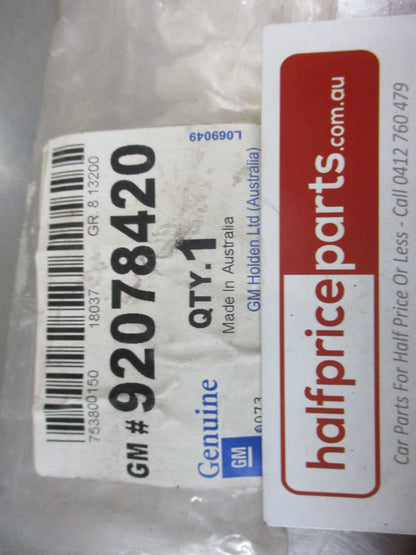 753800150 18037 GR 8.13200
GM # 92078420
QTY.1
Made In Australia
L069049
Genuine
GM
GM Holden Ltd (Australia)
halfpriceparts.com.au
Car Parts For Half Price Or Less - Call 0412 760 479